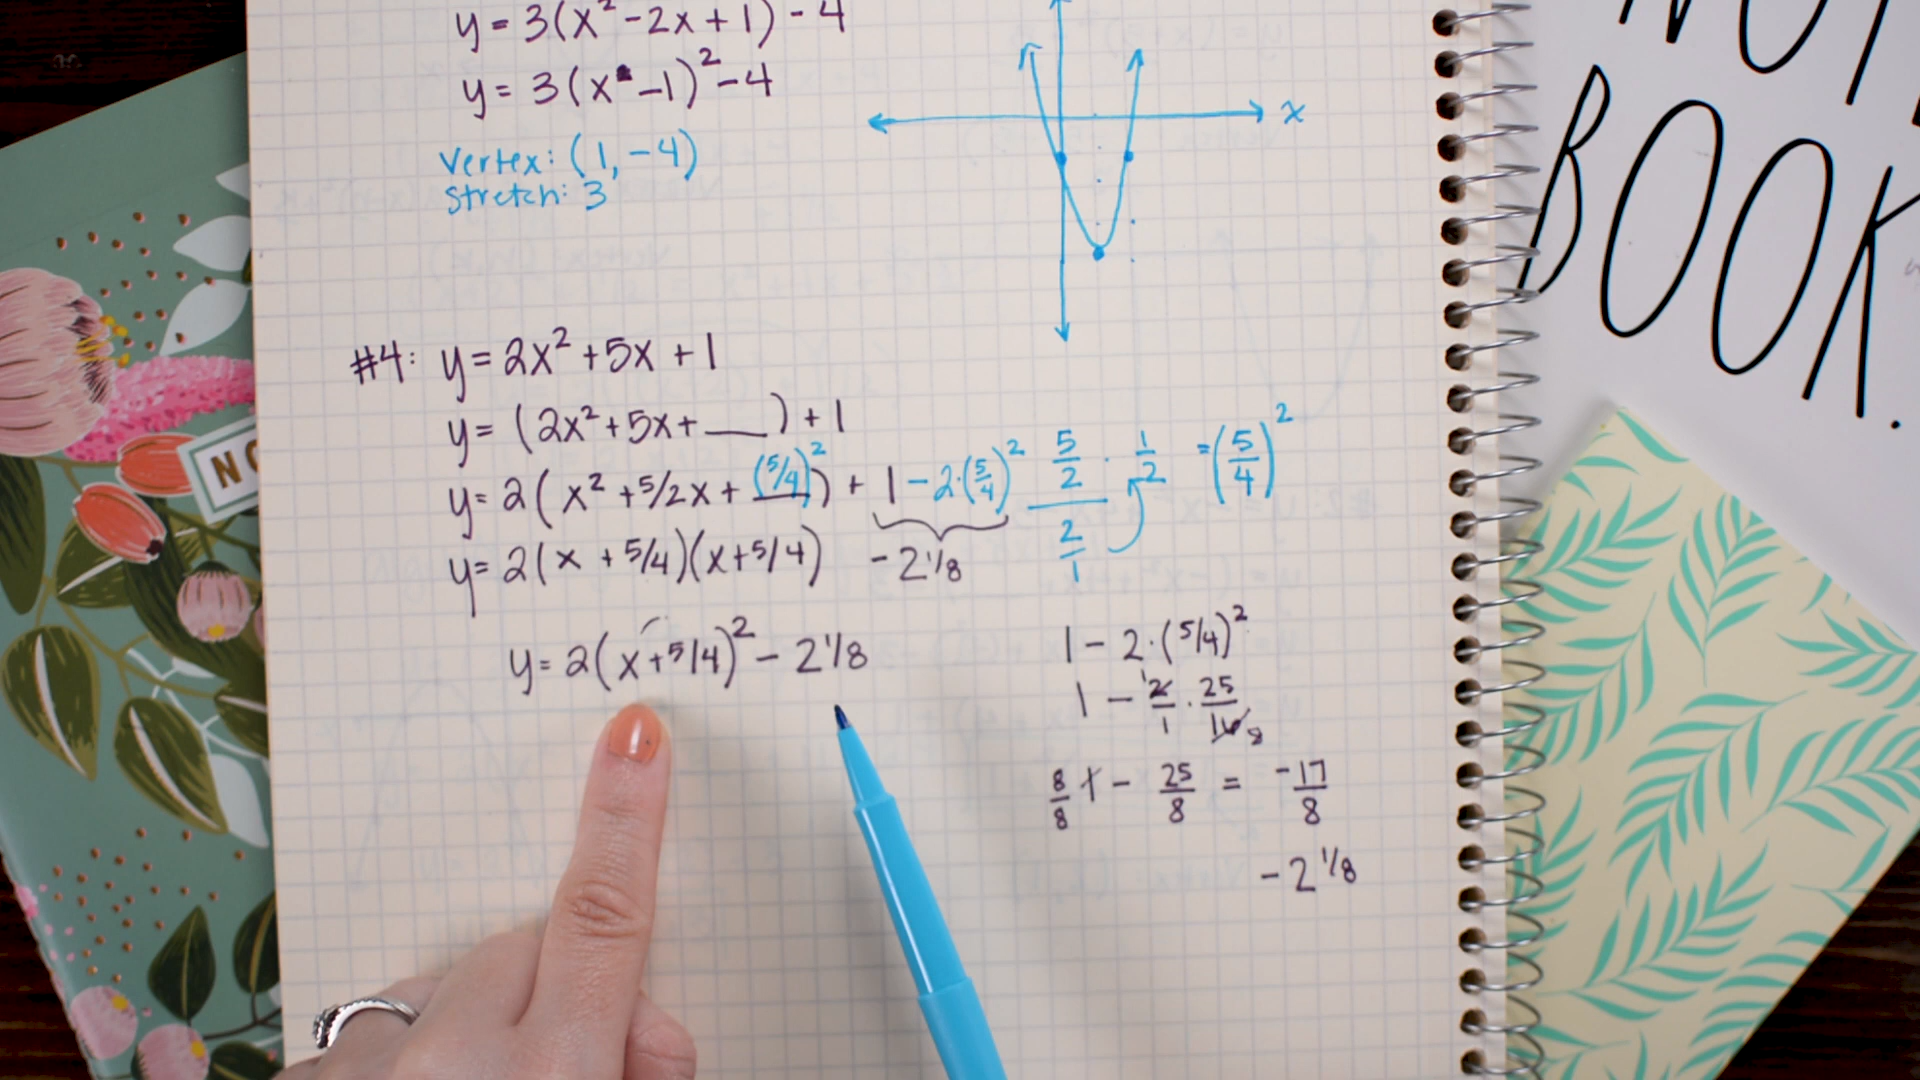 y = 3(x² - 2x + 1) - 4
y = 3(x - 1)² - 4
Vertex: (1, -4)
Stretch: 3
x
#4: y = 2x² + 5x + 1
y = (2x² + 5x + __) + 1
y = 2(x² + 5/2x + (5/4)²) + 1 - 2·(5/4)²
5/2 · 1/2 = (5/4)²
2/1
y = 2(x + 5/4)(x + 5/4) - 2 1/8
y = 2(x + 5/4)² - 2 1/8
1 - 2·(5/4)²
1 - 2/1 · 25/16 8
8/8 1 - 25/8 = -17/8
-2 1/8
BOOK.